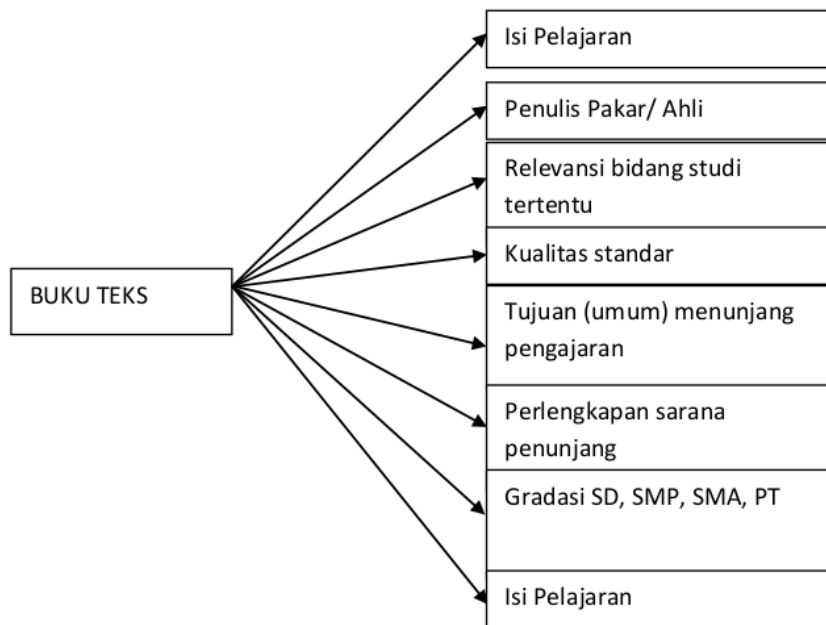 Isi Pelajaran
Penulis Pakar/ Ahli
Relevansi bidang studi
tertentu
Kualitas standar
BUKU TEKS
Tujuan (umum) menunjang
pengajaran
Perlengkapan sarana
penunjang
Gradasi SD, SMP, SMA, PT
Isi Pelajaran